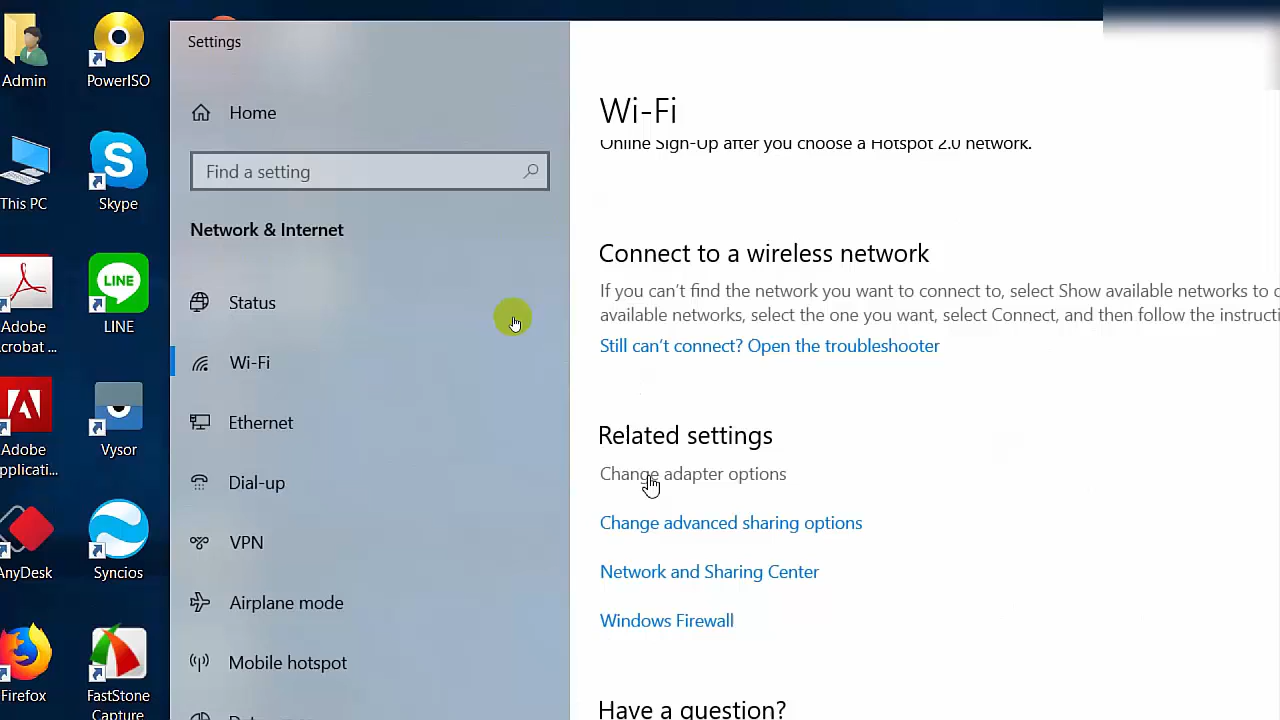 Admin
PowerISO
This PC
Skype
Adobe
crobat ...
LINE
Adobe
pplicati...
Vysor
AnyDesk
Syncios
Firefox
FastStone
Capture
Settings
Home
Find a setting
Network & Internet
Status
Wi-Fi
Ethernet
Dial-up
VPN
Airplane mode
Mobile hotspot
Wi-Fi
Online Sign-Up after you choose a Hotspot 2.0 network.
Connect to a wireless network
If you can't find the network you want to connect to, select Show available networks to
available networks, select the one you want, select Connect, and then follow the instructi
Still can't connect? Open the troubleshooter
Related settings
Change adapter options
Change advanced sharing options
Network and Sharing Center
Windows Firewall
Have a question?